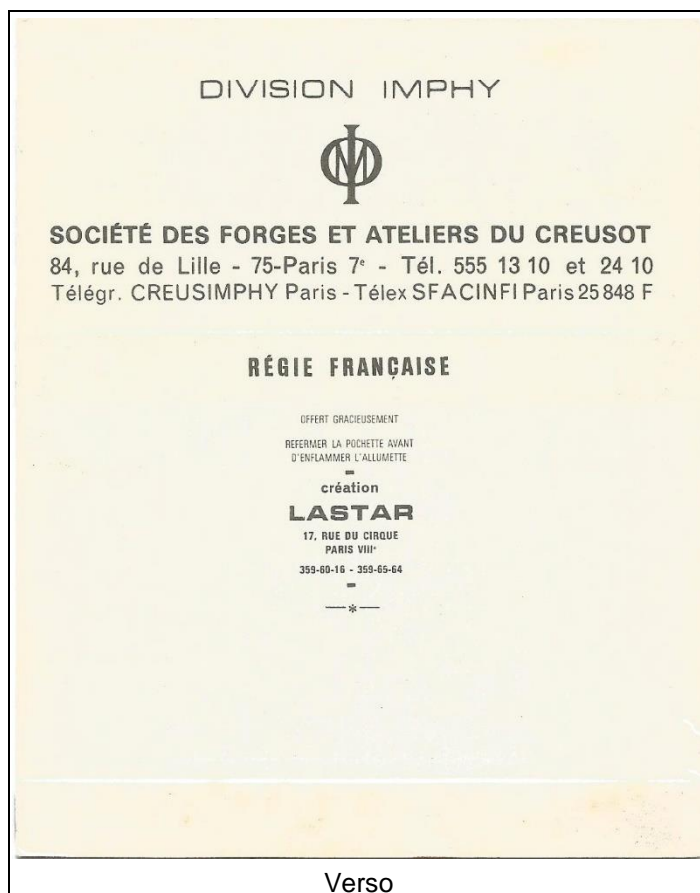 DIVISION IMPHY
SOCIÉTÉ DES FORGES ET ATELIERS DU CREUSOT
84, rue de Lille - 75-Paris 7e - Tél. 555 13 10 et 24 10
Télégr. CREUSIMPHY Paris - Télex SFACINFI Paris 25 848 F
RÉGIE FRANÇAISE
OFFERT GRACIEUSEMENT
REFERMER LA POCHETTE AVANT
D'ENFLAMMER L'ALLUMETTE
création
LASTAR
17, RUE DU CIRQUE
PARIS VIIIe
359-60-16 - 359-65-64
Verso